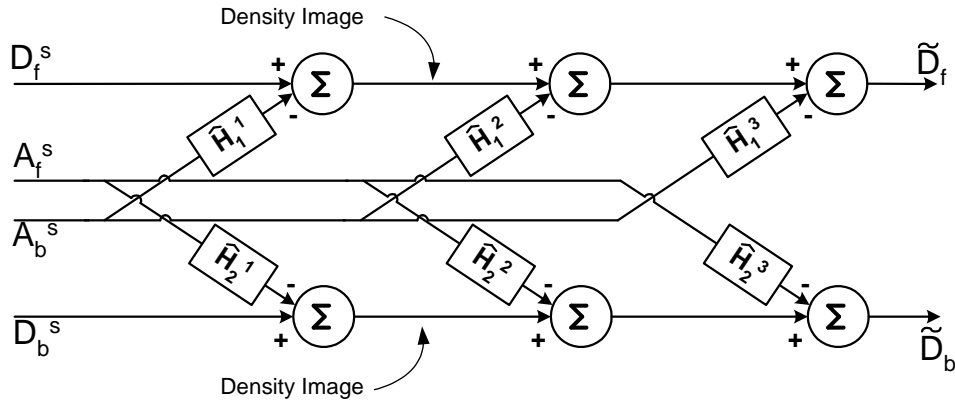 Density Image
D_f^s
+
Σ
+
Σ
+
Σ
D̃_f
-
-
-
Ĥ_1^1
Ĥ_1^2
Ĥ_1^3
A_f^s
A_b^s
Ĥ_2^1
Ĥ_2^2
Ĥ_2^3
-
-
-
D_b^s
+
Σ
+
Σ
+
Σ
D̃_b
Density Image